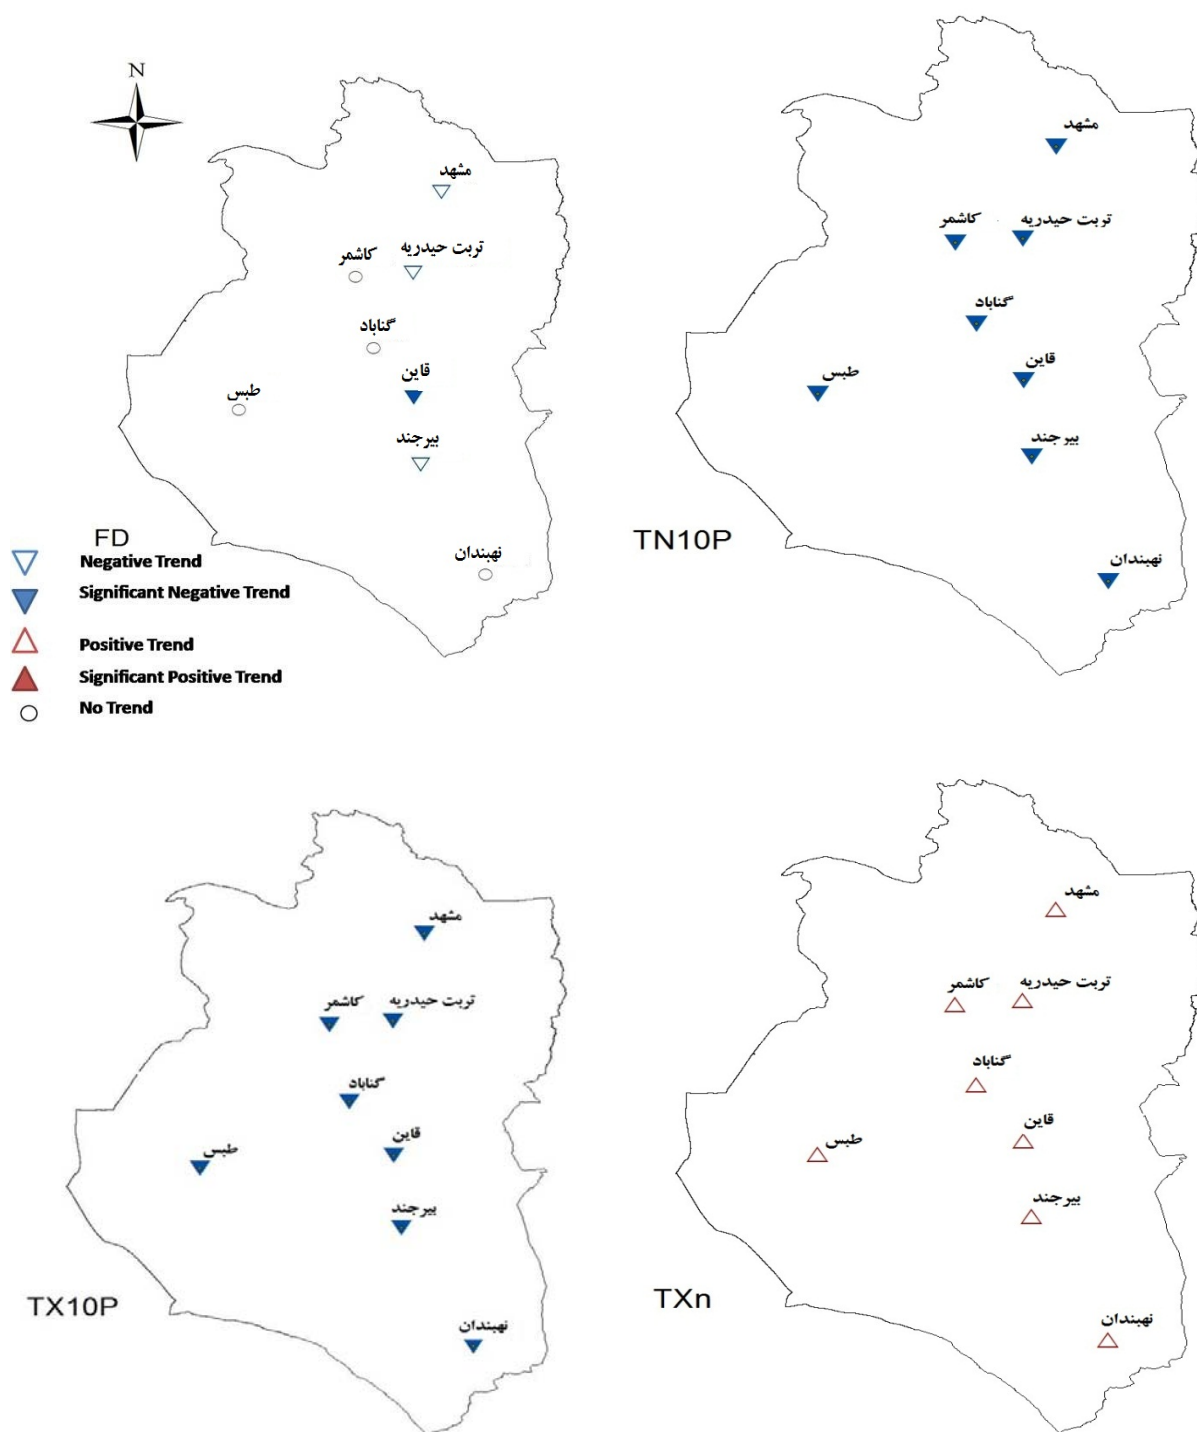 N
مشهد
کاشمر
تربت حیدریه
گناباد
قاین
طبس
بیرجند
نهبندان
FD
Negative Trend
Significant Negative Trend
Positive Trend
Significant Positive Trend
No Trend
مشهد
کاشمر
تربت حیدریه
گناباد
قاین
طبس
بیرجند
نهبندان
TN10P
مشهد
کاشمر
تربت حیدریه
گناباد
قاین
طبس
بیرجند
نهبندان
TX10P
مشهد
کاشمر
تربت حیدریه
گناباد
قاین
طبس
بیرجند
نهبندان
TXn